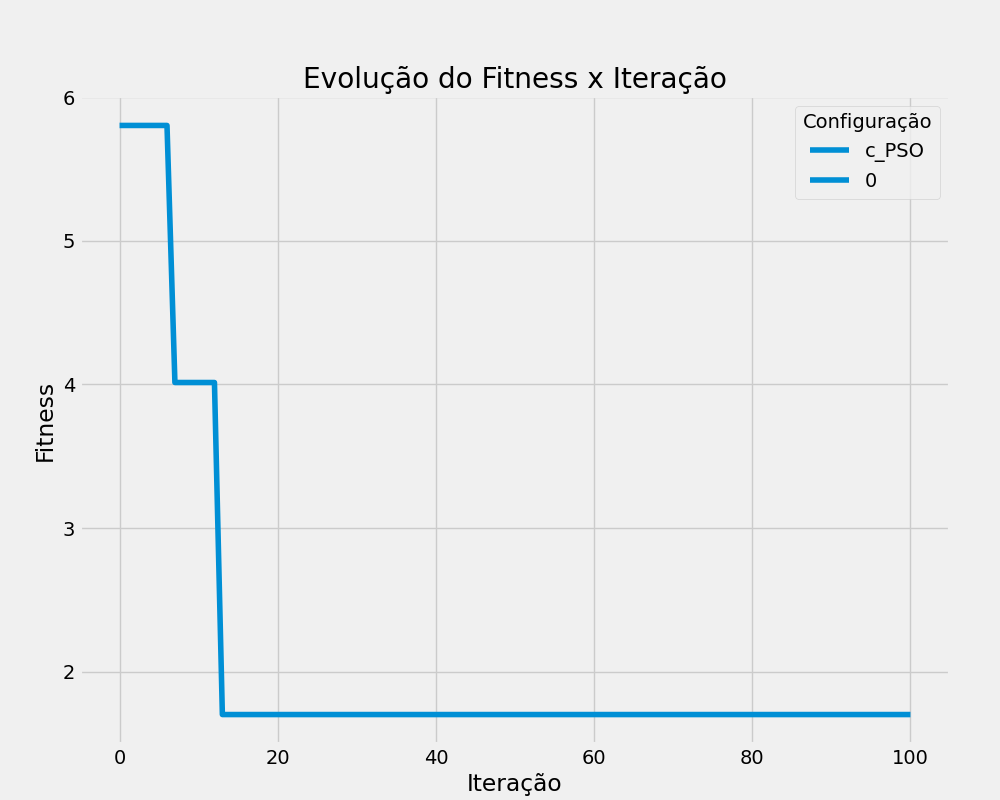 Evolução do Fitness x Iteração
6
5
4
3
2
Fitness
Configuração
c_PSO
0
0 20 40 60 80 100
Iteração